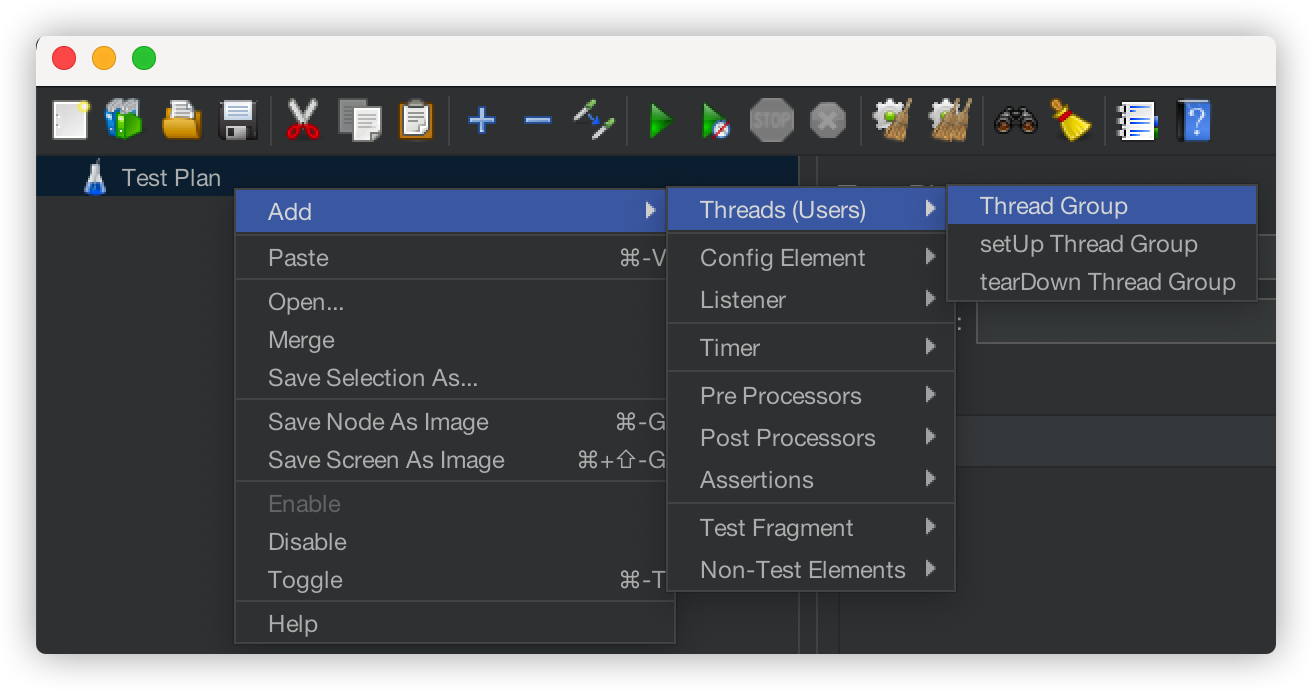 STOP
?
Test Plan
Add
Paste ⌘-V
Open...
Merge
Save Selection As...
Save Node As Image ⌘-G
Save Screen As Image ⌘+⇧-G
Enable
Disable
Toggle ⌘-T
Help
Threads (Users)
Config Element
Listener
Timer
Pre Processors
Post Processors
Assertions
Test Fragment
Non-Test Elements
Thread Group
setUp Thread Group
tearDown Thread Group
: